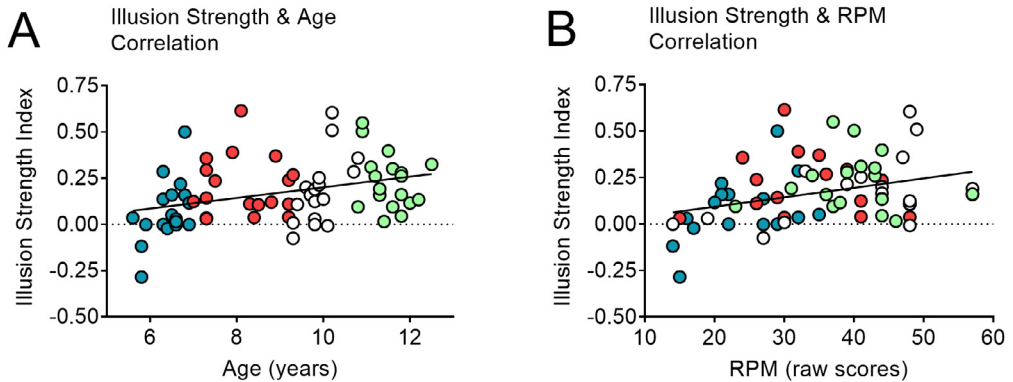 A
Illusion Strength & Age
Correlation
Illusion Strength Index
0.75
0.50
0.25
0.00
-0.25
-0.50
6
8
10
12
Age (years)
B
Illusion Strength & RPM
Correlation
Illusion Strength Index
0.75
0.50
0.25
0.00
-0.25
-0.50
10
20
30
40
50
60
RPM (raw scores)